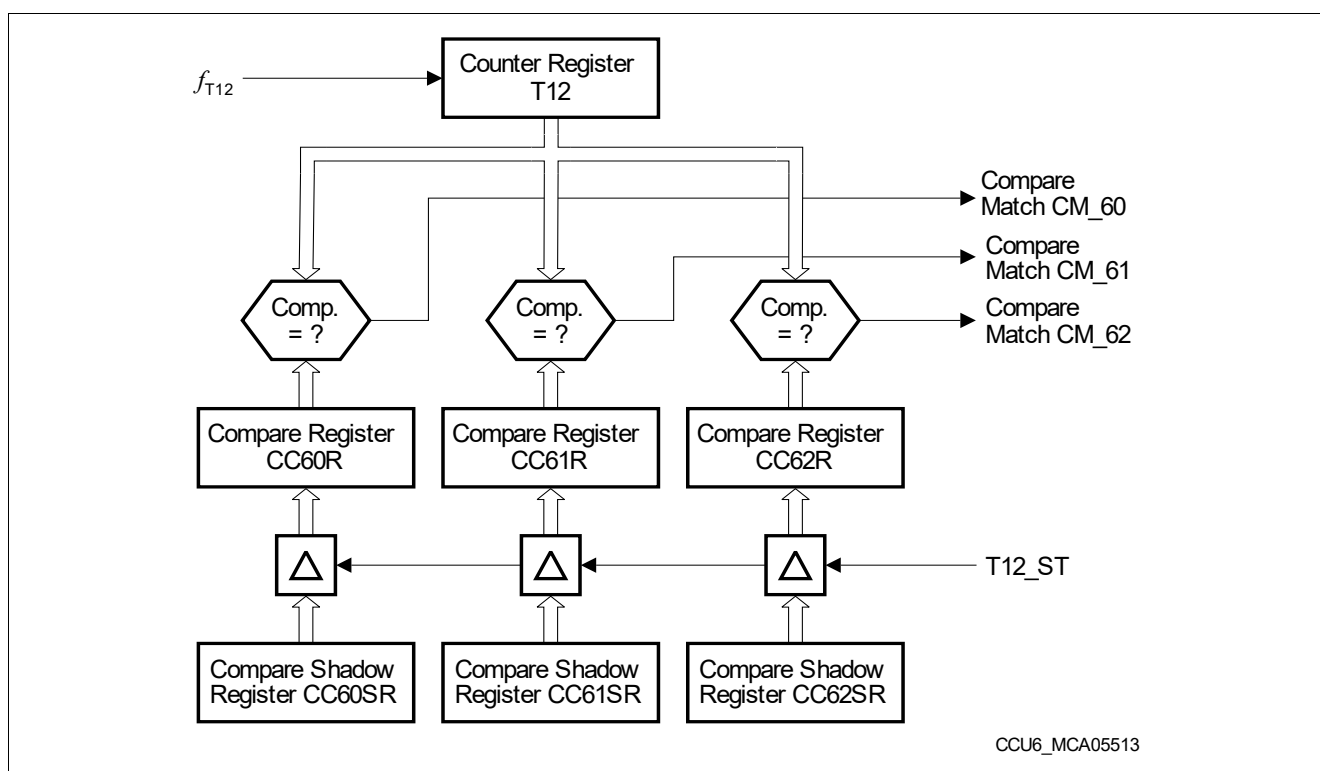 Counter Register
T12
fT12
Compare
Match CM_60
Compare
Match CM_61
Compare
Match CM_62
Comp.
= ?
Comp.
= ?
Comp.
= ?
Compare Register
CC60R
Compare Register
CC61R
Compare Register
CC62R
T12_ST
Compare Shadow
Register CC60SR
Compare Shadow
Register CC61SR
Compare Shadow
Register CC62SR
CCU6_MCA05513